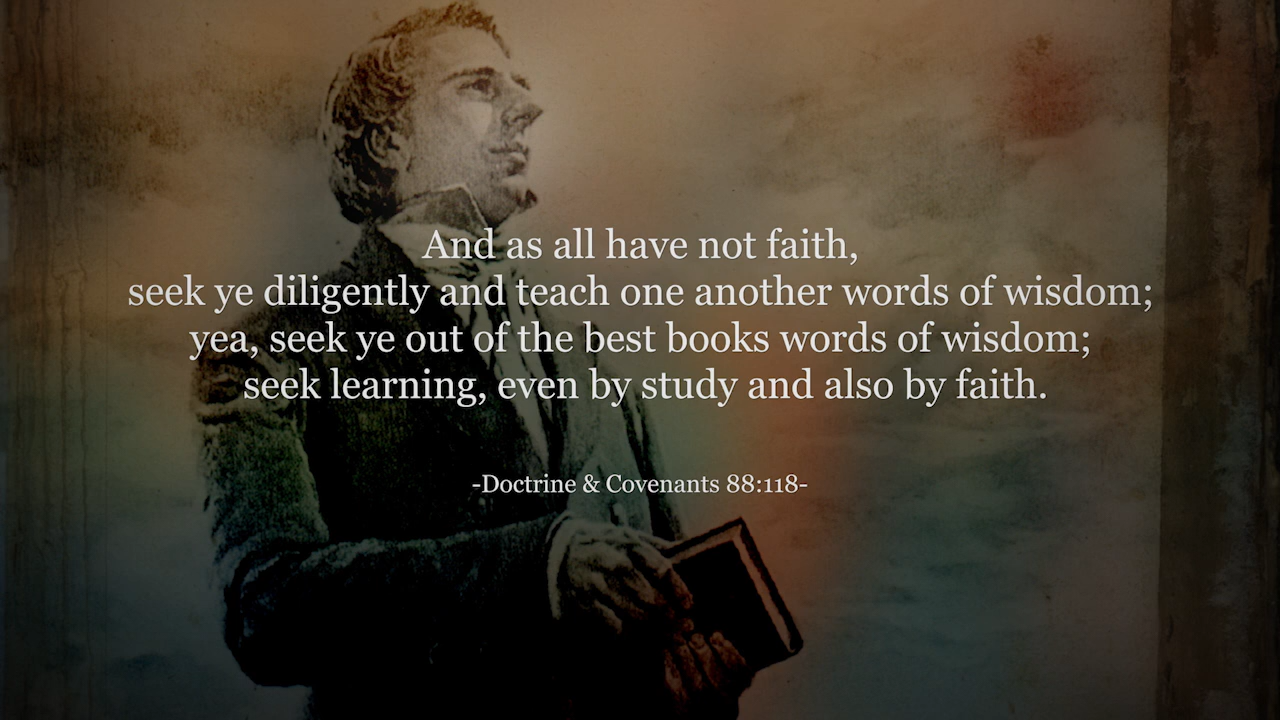 And as all have not faith,
seek ye diligently and teach one another words of wisdom;
yea, seek ye out of the best books words of wisdom;
seek learning, even by study and also by faith.
-Doctrine & Covenants 88:118-